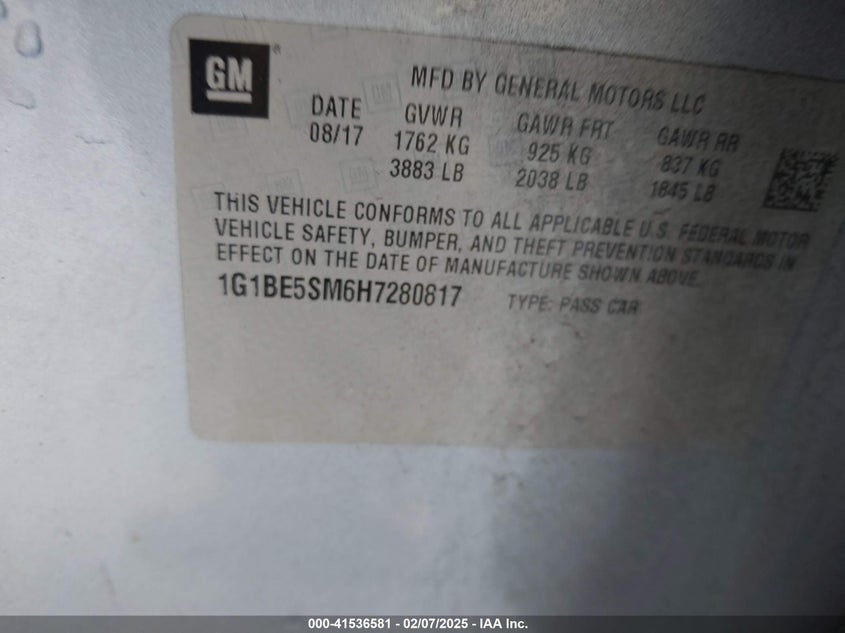 GM
MFD BY GENERAL MOTORS LLC
DATE GVWR GAWR FRT GAWR RR
08/17 1762 KG 925 KG 837 KG
3883 LB 2038 LB 1845 LB
THIS VEHICLE CONFORMS TO ALL APPLICABLE U.S. FEDERAL MOTOR
VEHICLE SAFETY, BUMPER, AND THEFT PREVENTION STANDARDS IN
EFFECT ON THE DATE OF MANUFACTURE SHOWN ABOVE.
1G1BE5SM6H7280817 TYPE: PASS CAR
000-41536581 - 02/07/2025 - IAA Inc.